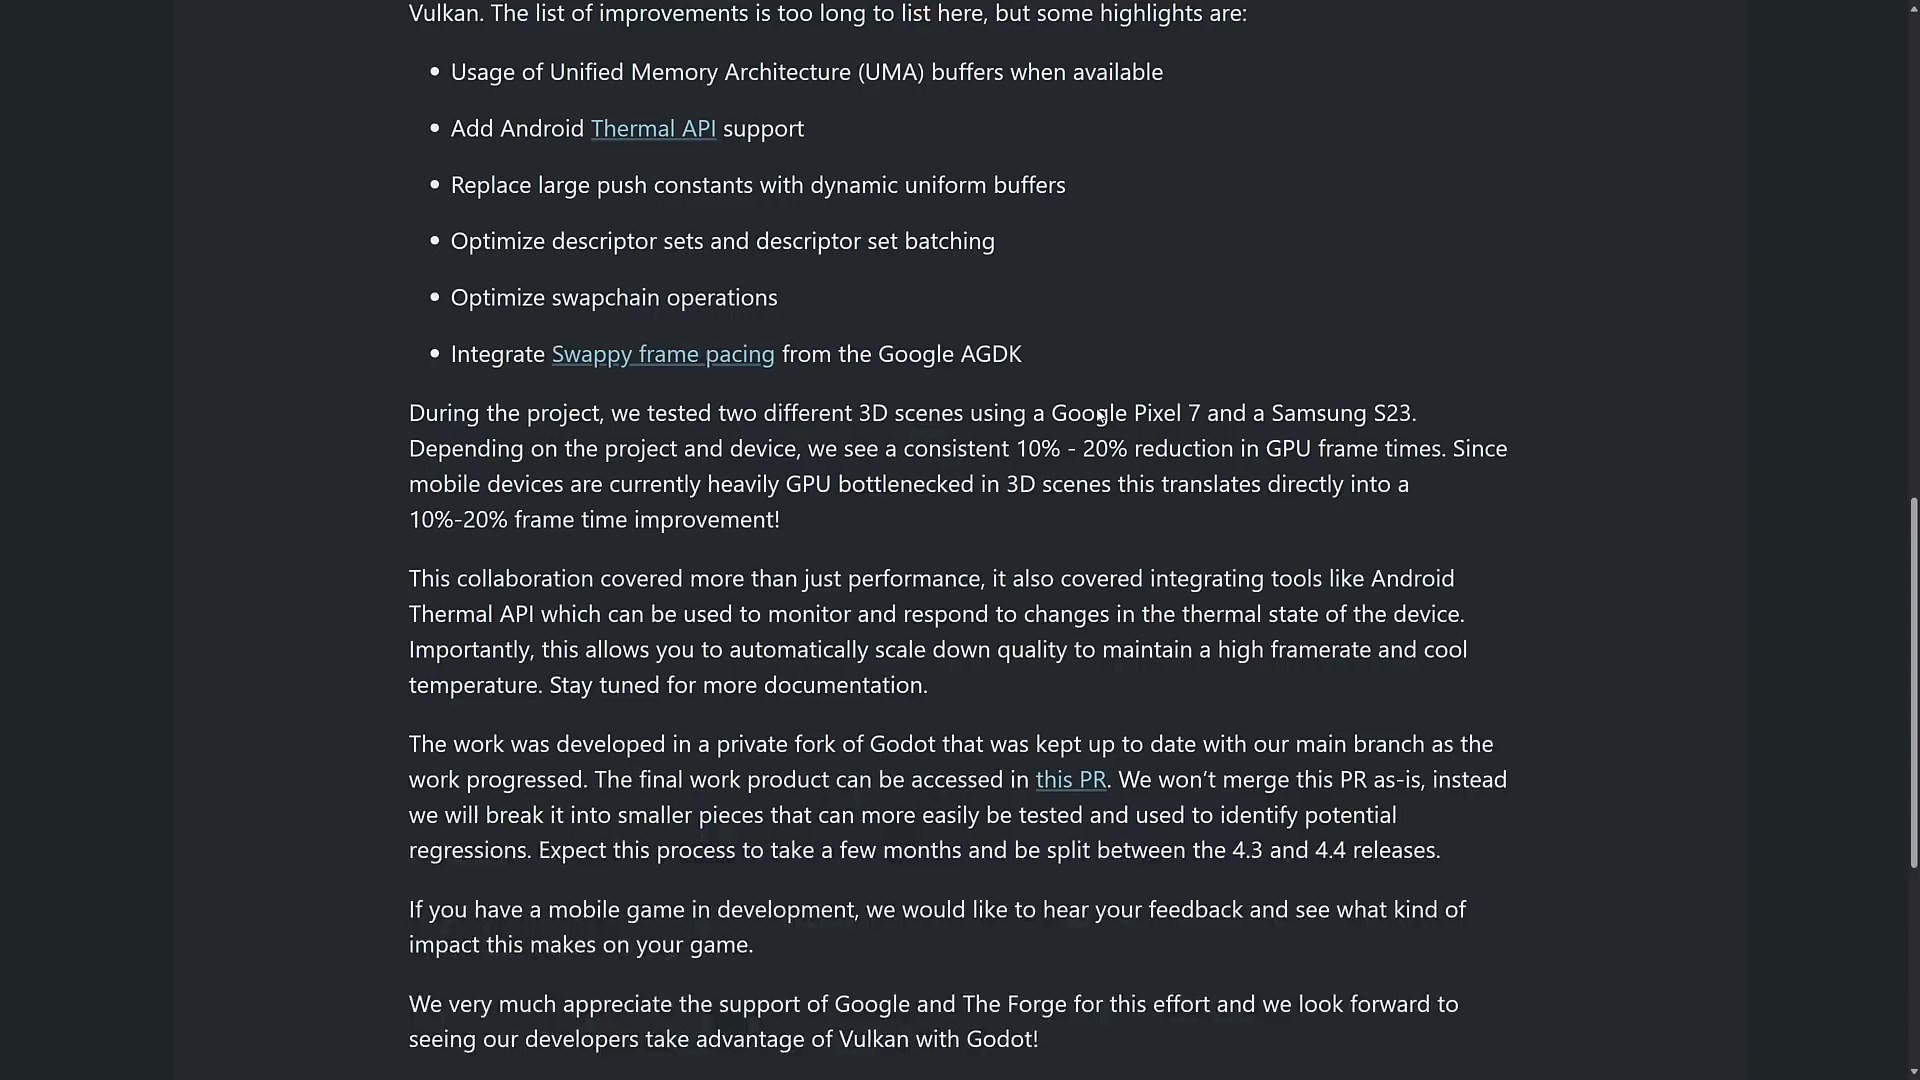 Vulkan. The list of improvements is too long to list here, but some highlights are:
• Usage of Unified Memory Architecture (UMA) buffers when available
• Add Android Thermal API support
• Replace large push constants with dynamic uniform buffers
• Optimize descriptor sets and descriptor set batching
• Optimize swapchain operations
• Integrate Swappy frame pacing from the Google AGDK
During the project, we tested two different 3D scenes using a Google Pixel 7 and a Samsung S23.
Depending on the project and device, we see a consistent 10% - 20% reduction in GPU frame times. Since
mobile devices are currently heavily GPU bottlenecked in 3D scenes this translates directly into a
10%-20% frame time improvement!
This collaboration covered more than just performance, it also covered integrating tools like Android
Thermal API which can be used to monitor and respond to changes in the thermal state of the device.
Importantly, this allows you to automatically scale down quality to maintain a high framerate and cool
temperature. Stay tuned for more documentation.
The work was developed in a private fork of Godot that was kept up to date with our main branch as the
work progressed. The final work product can be accessed in this PR. We won’t merge this PR as-is, instead
we will break it into smaller pieces that can more easily be tested and used to identify potential
regressions. Expect this process to take a few months and be split between the 4.3 and 4.4 releases.
If you have a mobile game in development, we would like to hear your feedback and see what kind of
impact this makes on your game.
We very much appreciate the support of Google and The Forge for this effort and we look forward to
seeing our developers take advantage of Vulkan with Godot!